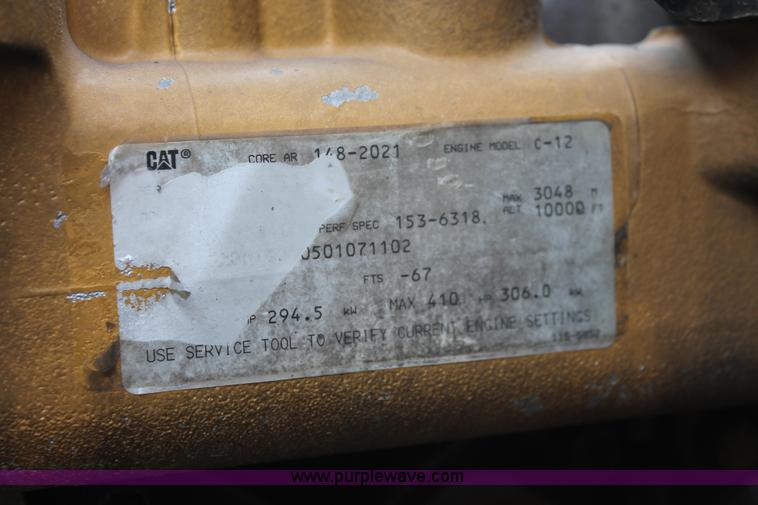 CAT® CORE AR 148-2021 ENGINE MODEL C-12
MAX 3048 M
PERF SPEC 153-6318. ALT 10000 FT
0501071102
FTS -67
HP 294.5 kW MAX 410 HP 306.0 kW
USE SERVICE TOOL TO VERIFY CURRENT ENGINE SETTINGS
www.purplewave.com